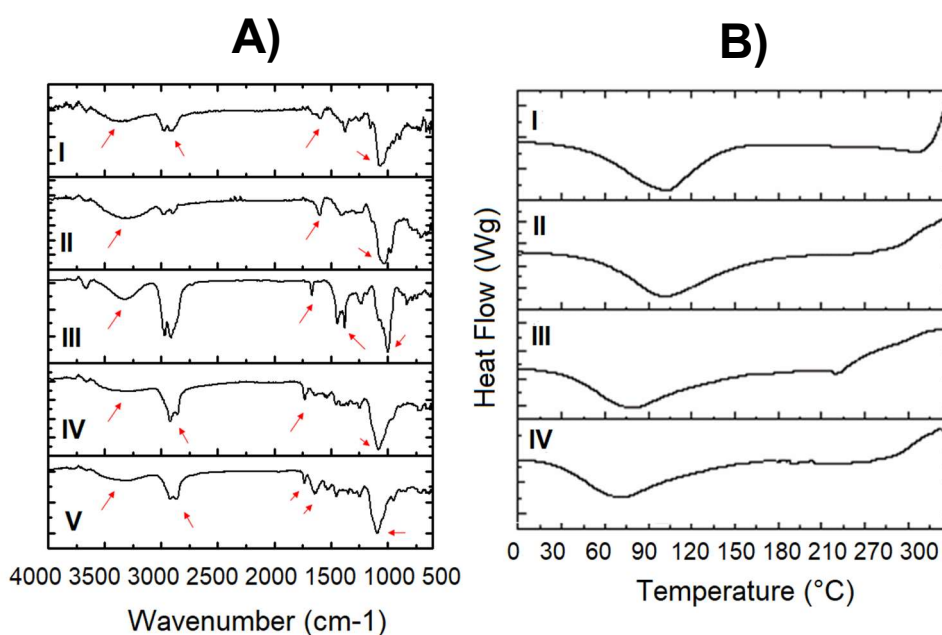 A)
B)
I
II
III
IV
V
4000 3500 3000 2500 2000 1500 1000 500
Wavenumber (cm-1)
Heat Flow (Wg)
I
II
III
IV
0 30 60 90 120 150 180 210 270 300
Temperature (°C)